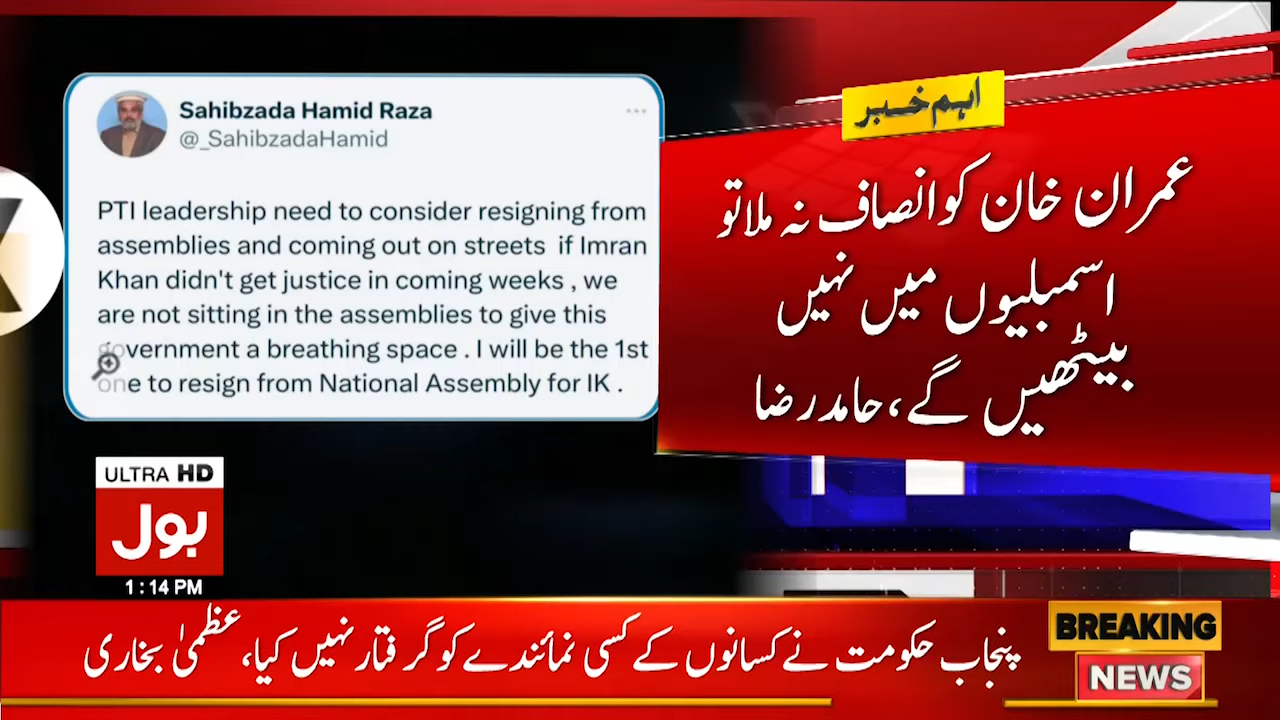 Sahibzada Hamid Raza
@_SahibzadaHamid
PTI leadership need to consider resigning from
assemblies and coming out on streets if Imran
Khan didn't get justice in coming weeks , we
are not sitting in the assemblies to give this
government a breathing space . I will be the 1st
one to resign from National Assembly for IK .
اہم خبر
عمران خان کو انصاف نہ ملا تو
اسمبلیوں میں نہیں
بیٹھیں گے، حامد رضا
ULTRA HD
بول
1:14 PM
پنجاب حکومت نے کسانوں کے کسی نمائندے کو گرفتار نہیں کیا، عظمیٰ بخاری
BREAKING
NEWS